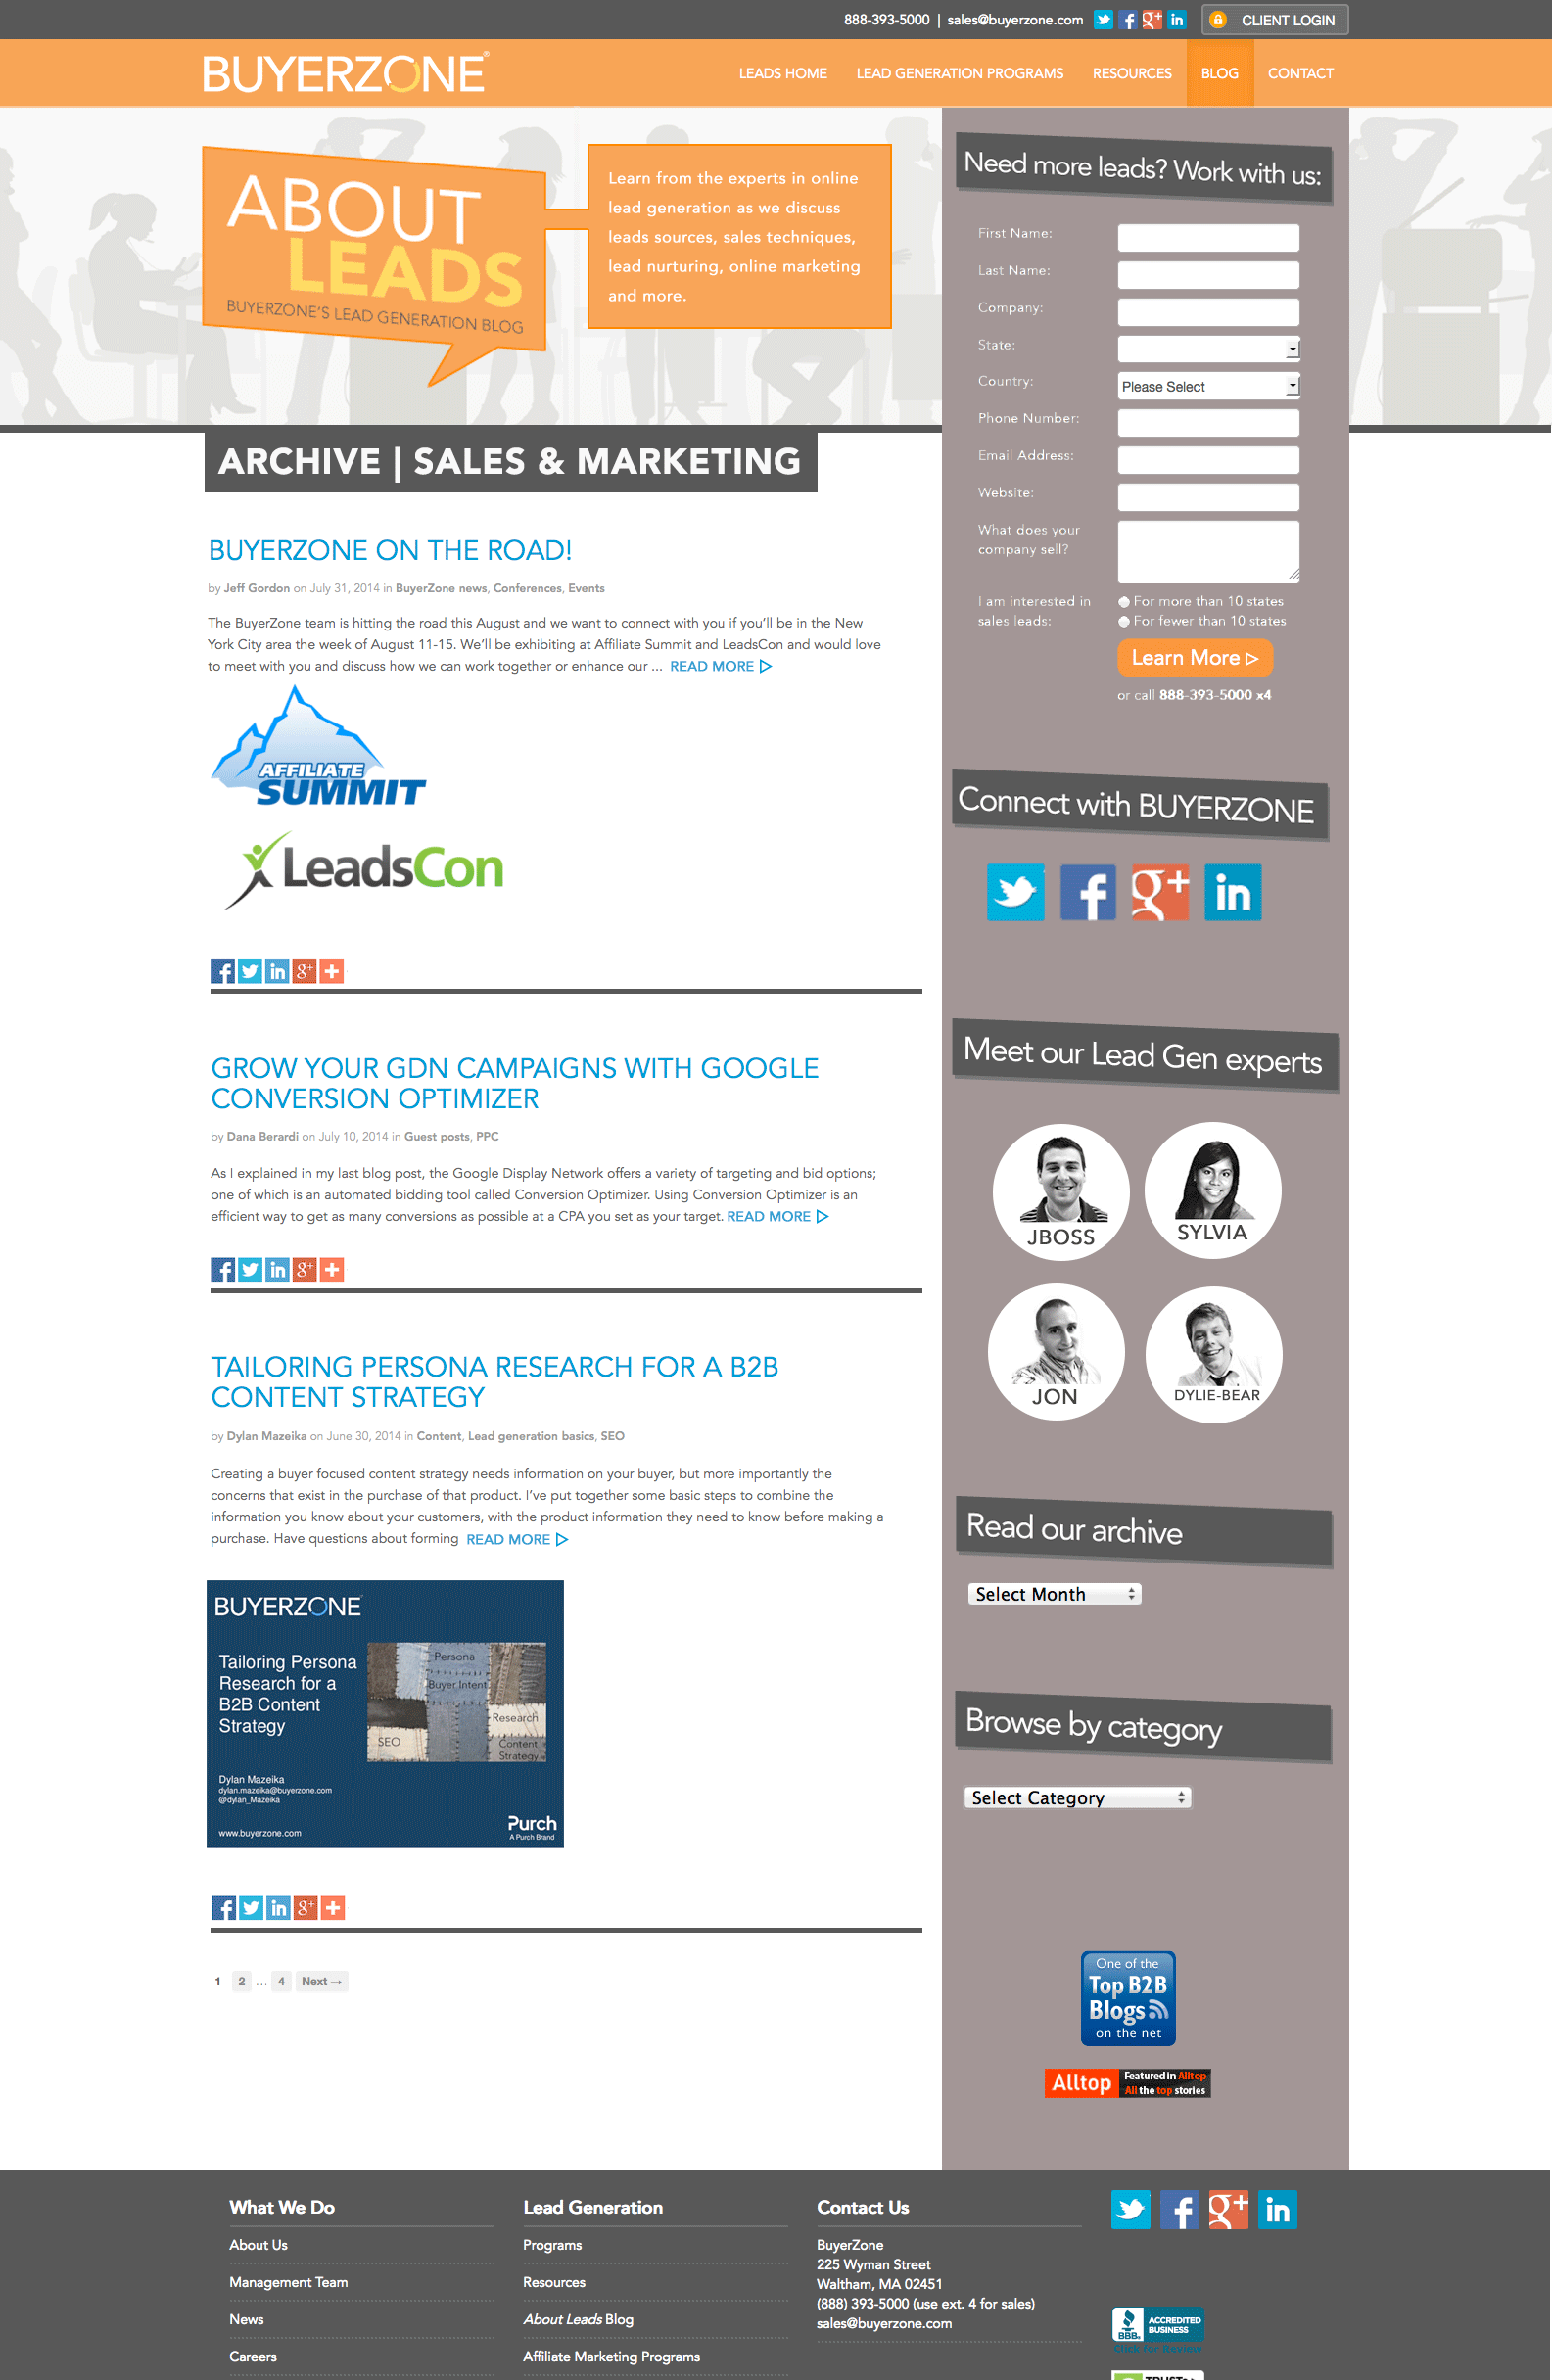 888-393-5000 | sales@buyerzone.com
CLIENT LOGIN
BUYERZONE®
LEADS HOME
LEAD GENERATION PROGRAMS
RESOURCES
BLOG
CONTACT
ABOUT
LEADS
BUYERZONE'S LEAD GENERATION BLOG
Learn from the experts in online
lead generation as we discuss
leads sources, sales techniques,
lead nurturing, online marketing
and more.
ARCHIVE | SALES & MARKETING
BUYERZONE ON THE ROAD!
by Jeff Gordon on July 31, 2014 in BuyerZone news, Conferences, Events
The BuyerZone team is hitting the road this August and we want to connect with you if you'll be in the New
York City area the week of August 11-15. We'll be exhibiting at Affiliate Summit and LeadsCon and would love
to meet with you and discuss how we can work together or enhance our ... READ MORE
AFFILIATE
SUMMIT
LeadsCon
GROW YOUR GDN CAMPAIGNS WITH GOOGLE
CONVERSION OPTIMIZER
by Dana Berardi on July 10, 2014 in Guest posts, PPC
As I explained in my last blog post, the Google Display Network offers a variety of targeting and bid options;
one of which is an automated bidding tool called Conversion Optimizer. Using Conversion Optimizer is an
efficient way to get as many conversions as possible at a CPA you set as your target. READ MORE
TAILORING PERSONA RESEARCH FOR A B2B
CONTENT STRATEGY
by Dylan Mazeika on June 30, 2014 in Content, Lead generation basics, SEO
Creating a buyer focused content strategy needs information on your buyer, but more importantly the
concerns that exist in the purchase of that product. I've put together some basic steps to combine the
information you know about your customers, with the product information they need to know before making a
purchase. Have questions about forming READ MORE
BUYERZONE
Tailoring Persona
Research for a
B2B Content
Strategy
Persona
Buyer Intent
Research
SEO
Content
Strategy
Dylan Mazeika
dylan.mazeika@buyerzone.com
@dylan_Mazeika
www.buyerzone.com
Purch
A Purch Brand
1 2 ... 4 Next →
Need more leads? Work with us:
First Name:
Last Name:
Company:
State:
Country:
Please Select
Phone Number:
Email Address:
Website:
What does your
company sell?
I am interested in
sales leads:
For more than 10 states
For fewer than 10 states
Learn More
or call 888-393-5000 x4
Connect with BUYERZONE
Meet our Lead Gen experts
JBOSS
SYLVIA
JON
DYLIE-BEAR
Read our archive
Select Month
Browse by category
Select Category
One of the
Top B2B
Blogs
on the net
Alltop
Featured in Alltop
All the top stories
What We Do
About Us
Management Team
News
Careers
Lead Generation
Programs
Resources
About Leads Blog
Affiliate Marketing Programs
Contact Us
BuyerZone
225 Wyman Street
Waltham, MA 02451
(888) 393-5000 (use ext. 4 for sales)
sales@buyerzone.com
BBB.
ACCREDITED
BUSINESS
Click for Review